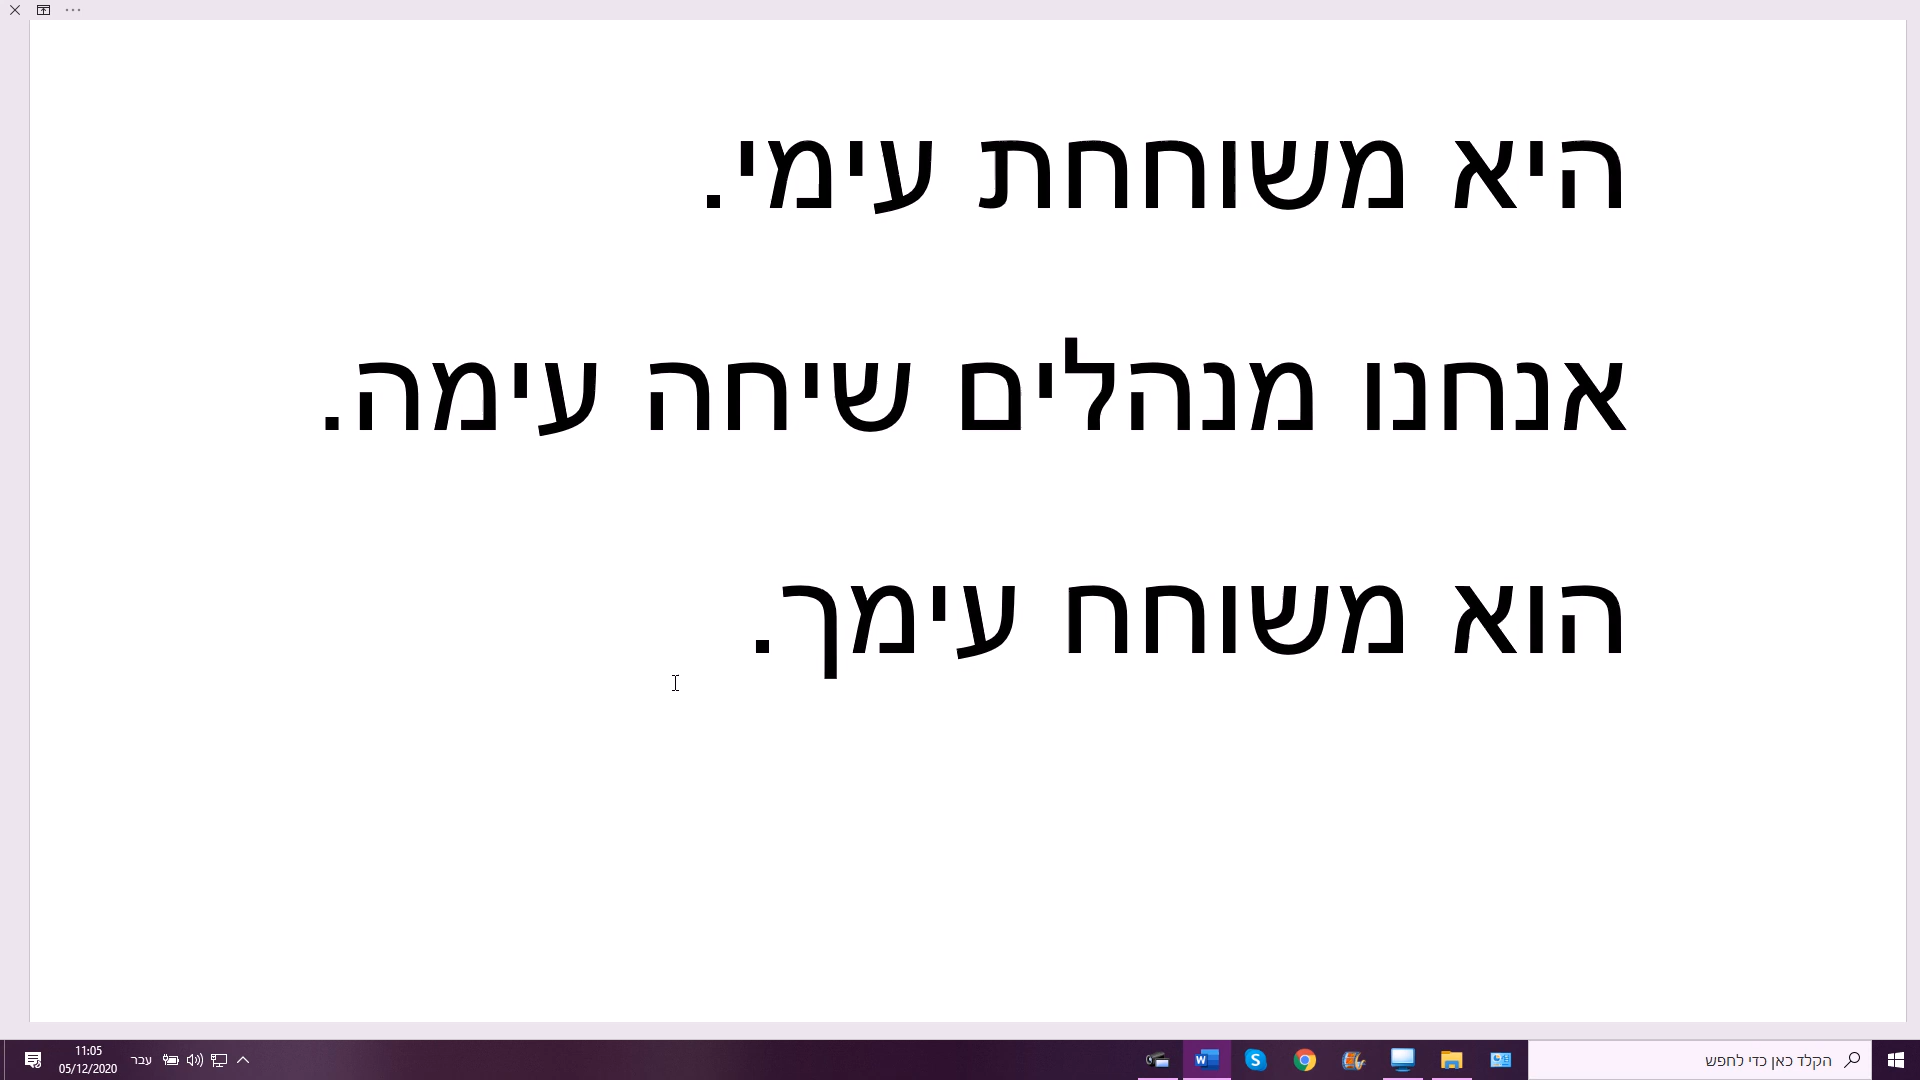 היא משוחחת עימי.
אנחנו מנהלים שיחה עימה.
הוא משוחח עימך.
הקלד כאן כדי לחפש
עבר
11:05
05/12/2020